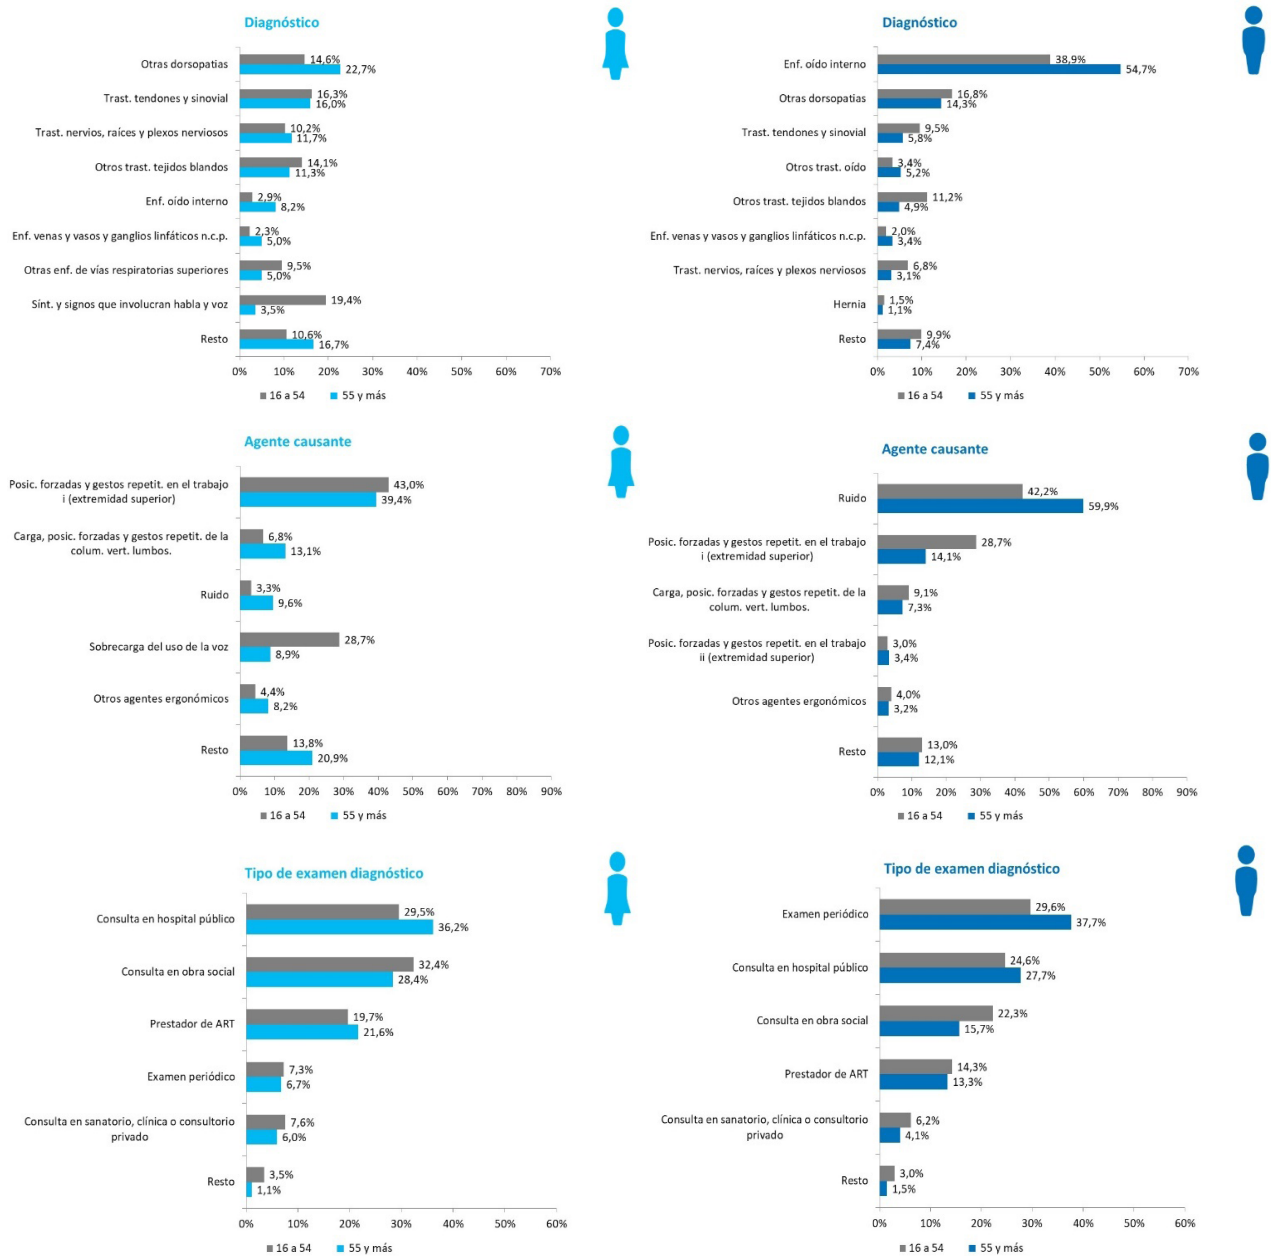 Diagnóstico
Otras dorsopatias
14,6%
22,7%
Trast. tendones y sinovial
16,3%
16,0%
Trast. nervios, raíces y plexos nerviosos
10,2%
11,7%
Otros trast. tejidos blandos
14,1%
11,3%
Enf. oído interno
2,9%
8,2%
Enf. venas y vasos y ganglios linfáticos n.c.p.
2,3%
5,0%
Otras enf. de vías respiratorias superiores
9,5%
5,0%
Sínt. y signos que involucran habla y voz
19,4%
3,5%
Resto
10,6%
16,7%
0% 10% 20% 30% 40% 50% 60% 70%
16 a 54 55 y más
Diagnóstico
Enf. oído interno
38,9%
54,7%
Otras dorsopatias
16,8%
14,3%
Trast. tendones y sinovial
9,5%
5,8%
Otros trast. oído
3,4%
5,2%
Otros trast. tejidos blandos
11,2%
4,9%
Enf. venas y vasos y ganglios linfáticos n.c.p.
2,0%
3,4%
Trast. nervios, raíces y plexos nerviosos
6,8%
3,1%
Hernia
1,5%
1,1%
Resto
9,9%
7,4%
0% 10% 20% 30% 40% 50% 60% 70%
16 a 54 55 y más
Agente causante
Posic. forzadas y gestos repetit. en el trabajo
i (extremidad superior)
43,0%
39,4%
Carga, posic. forzadas y gestos repetit. de la
colum. vert. lumbos.
6,8%
13,1%
Ruido
3,3%
9,6%
Sobrecarga del uso de la voz
28,7%
8,9%
Otros agentes ergonómicos
4,4%
8,2%
Resto
13,8%
20,9%
0% 10% 20% 30% 40% 50% 60% 70% 80% 90%
16 a 54 55 y más
Agente causante
Ruido
42,2%
59,9%
Posic. forzadas y gestos repetit. en el trabajo
i (extremidad superior)
28,7%
14,1%
Carga, posic. forzadas y gestos repetit. de la
colum. vert. lumbos.
9,1%
7,3%
Posic. forzadas y gestos repetit. en el trabajo
ii (extremidad superior)
3,0%
3,4%
Otros agentes ergonómicos
4,0%
3,2%
Resto
13,0%
12,1%
0% 10% 20% 30% 40% 50% 60% 70% 80% 90%
16 a 54 55 y más
Tipo de examen diagnóstico
Consulta en hospital público
29,5%
36,2%
Consulta en obra social
32,4%
28,4%
Prestador de ART
19,7%
21,6%
Examen periódico
7,3%
6,7%
Consulta en sanatorio, clínica o consultorio
privado
7,6%
6,0%
Resto
3,5%
1,1%
0% 10% 20% 30% 40% 50% 60%
16 a 54 55 y más
Tipo de examen diagnóstico
Examen periódico
29,6%
37,7%
Consulta en hospital público
24,6%
27,7%
Consulta en obra social
22,3%
15,7%
Prestador de ART
14,3%
13,3%
Consulta en sanatorio, clínica o consultorio
privado
6,2%
4,1%
Resto
3,0%
1,5%
0% 10% 20% 30% 40% 50% 60%
16 a 54 55 y más